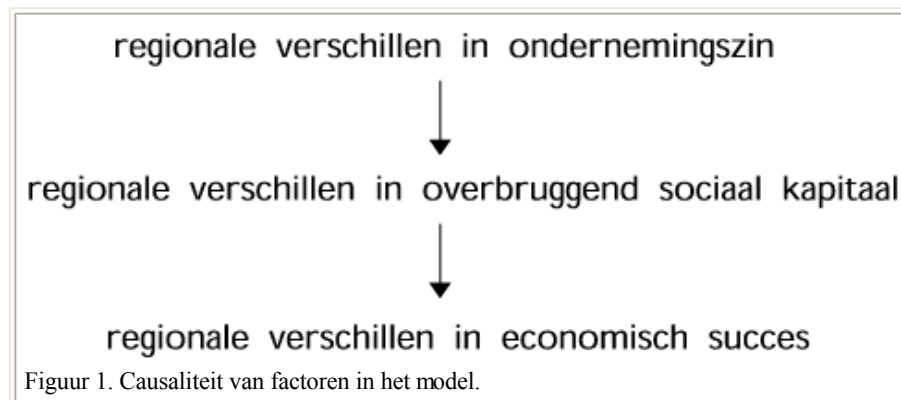 regionale verschillen in ondernemingszin
regionale verschillen in overbruggend sociaal kapitaal
regionale verschillen in economisch succes
Figuur 1. Causaliteit van factoren in het model.